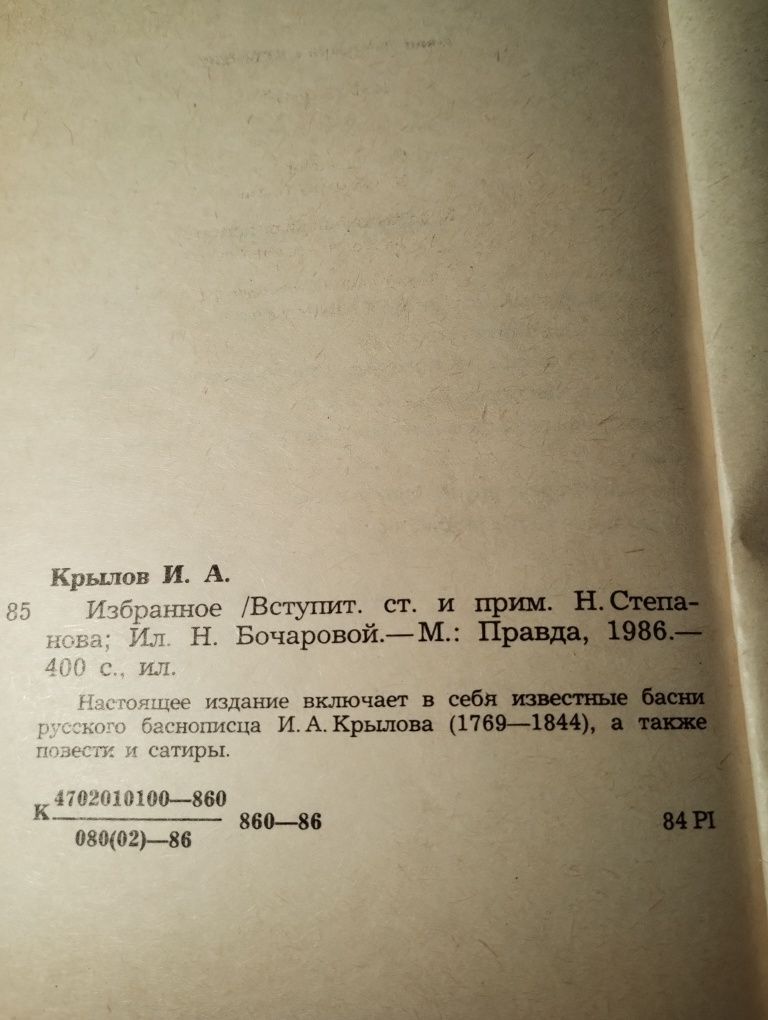 Крылов И. А.
85 Избранное /Вступит. ст. и прим. Н. Степа-
нова; Ил. Н. Бочаровой.— М.: Правда, 1986.—
400 с., ил.
Настоящее издание включает в себя известные басни
русского баснописца И. А. Крылова (1769—1844), а также
повести и сатиры.
К 4702010100—860
080(02)—86
860—86
84 PI